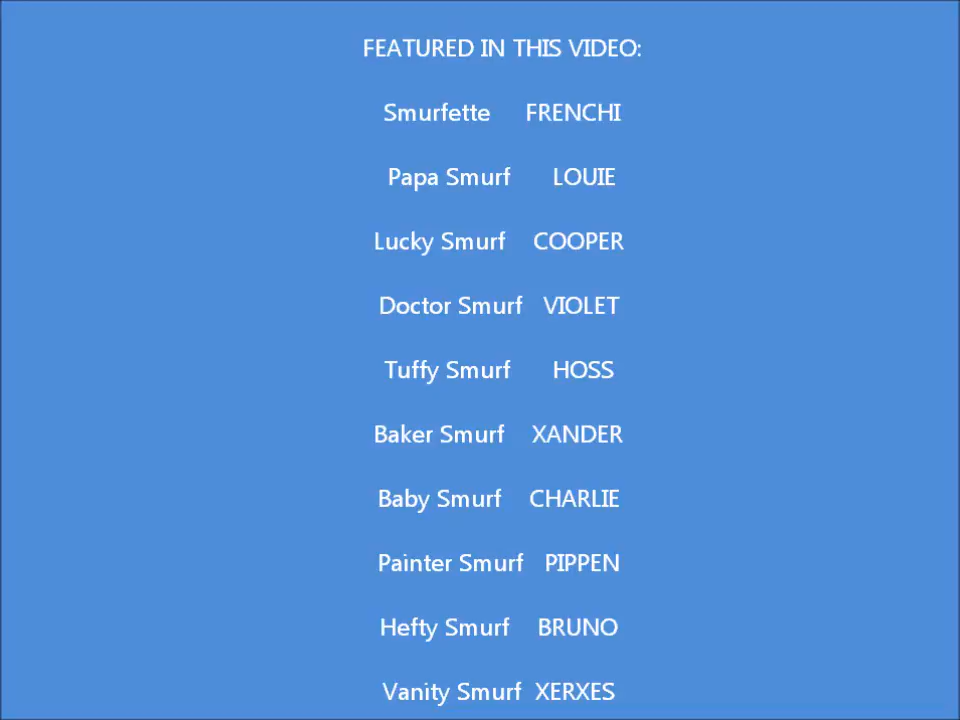 FEATURED IN THIS VIDEO:
Smurfette FRENCHI
Papa Smurf LOUIE
Lucky Smurf COOPER
Doctor Smurf VIOLET
Tuffy Smurf HOSS
Baker Smurf XANDER
Baby Smurf CHARLIE
Painter Smurf PIPPEN
Hefty Smurf BRUNO
Vanity Smurf XERXES